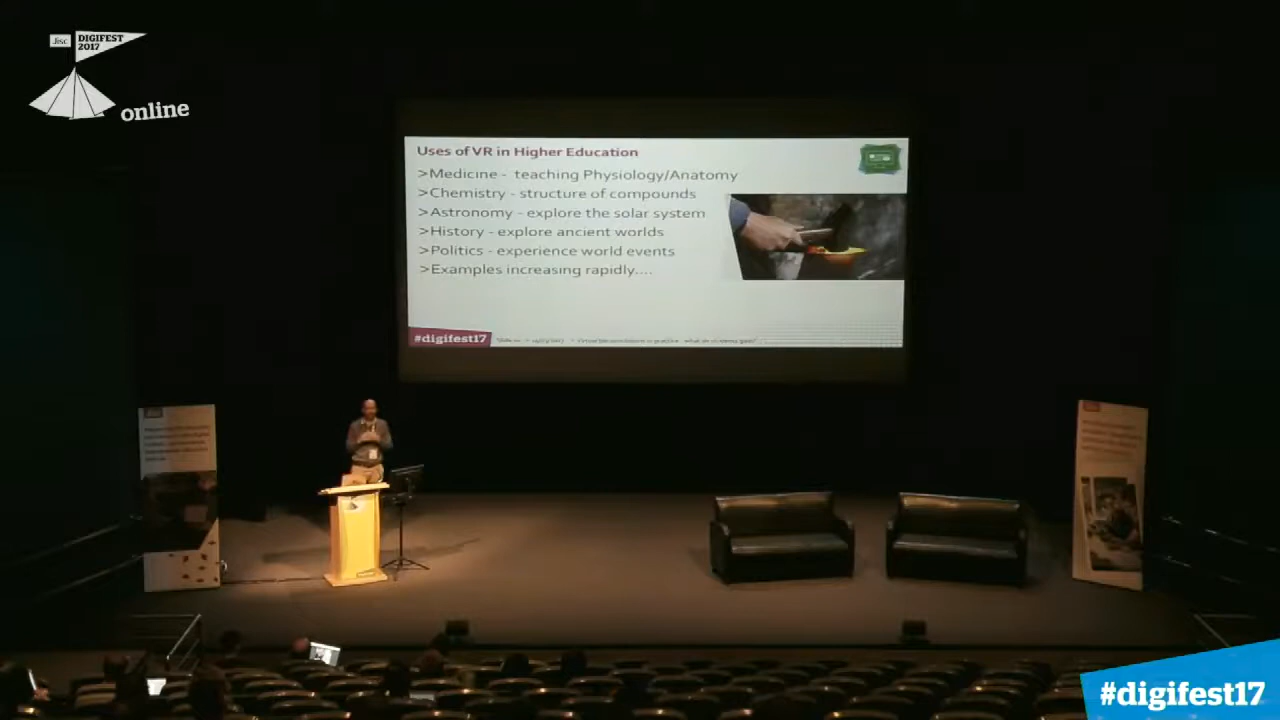 Jisc
DIGIFEST
2017
online
Uses of VR in Higher Education
>Medicine - teaching Physiology/Anatomy
>Chemistry - structure of compounds
>Astronomy - explore the solar system
>History - explore ancient worlds
>Politics - experience world events
>Examples increasing rapidly....
#digifest17
#digifest17